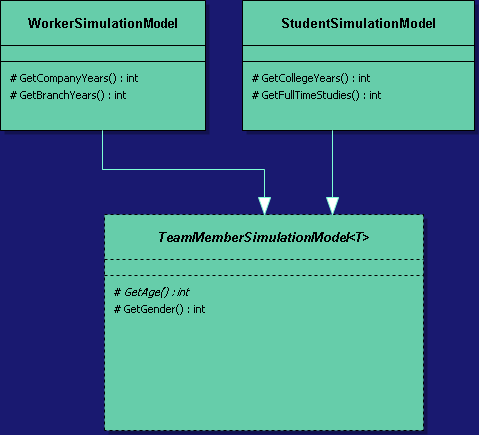 WorkerSimulationModel
# GetCompanyYears() : int
# GetBranchYears() : int
StudentSimulationModel
# GetCollegeYears() : int
# GetFullTimeStudies() : int
TeamMemberSimulationModel<T>
# GetAge() : int
# GetGender() : int